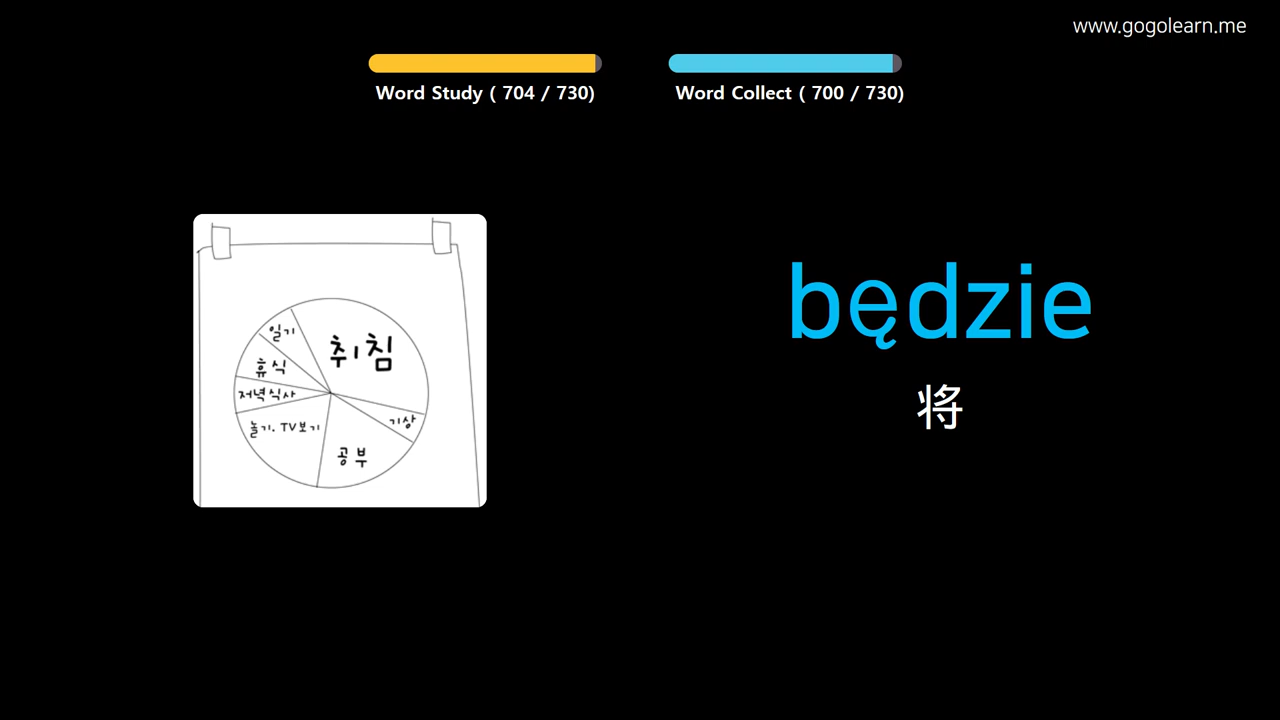 www.gogolearn.me
Word Study ( 704 / 730)
Word Collect ( 700 / 730)
일기
취침
휴식
저녁식사
기상
놀기. TV보기
공부
będzie
将